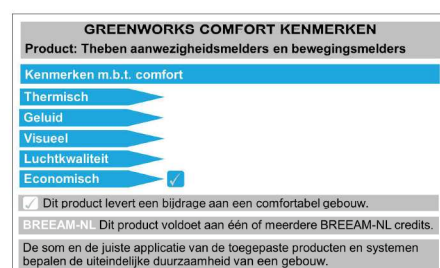 GREENWORKS COMFORT KENMERKEN
Product: Theben aanwezigheidsmelders en bewegingsmelders
Kenmerken m.b.t. comfort
Thermisch
Geluid
Visueel
Luchtkwaliteit
Economisch
Dit product levert een bijdrage aan een comfortabel gebouw.
BREEAM-NL Dit product voldoet aan één of meerdere BREEAM-NL credits.
De som en de juiste applicatie van de toegepaste producten en systemen
bepalen de uiteindelijke duurzaamheid van een gebouw.